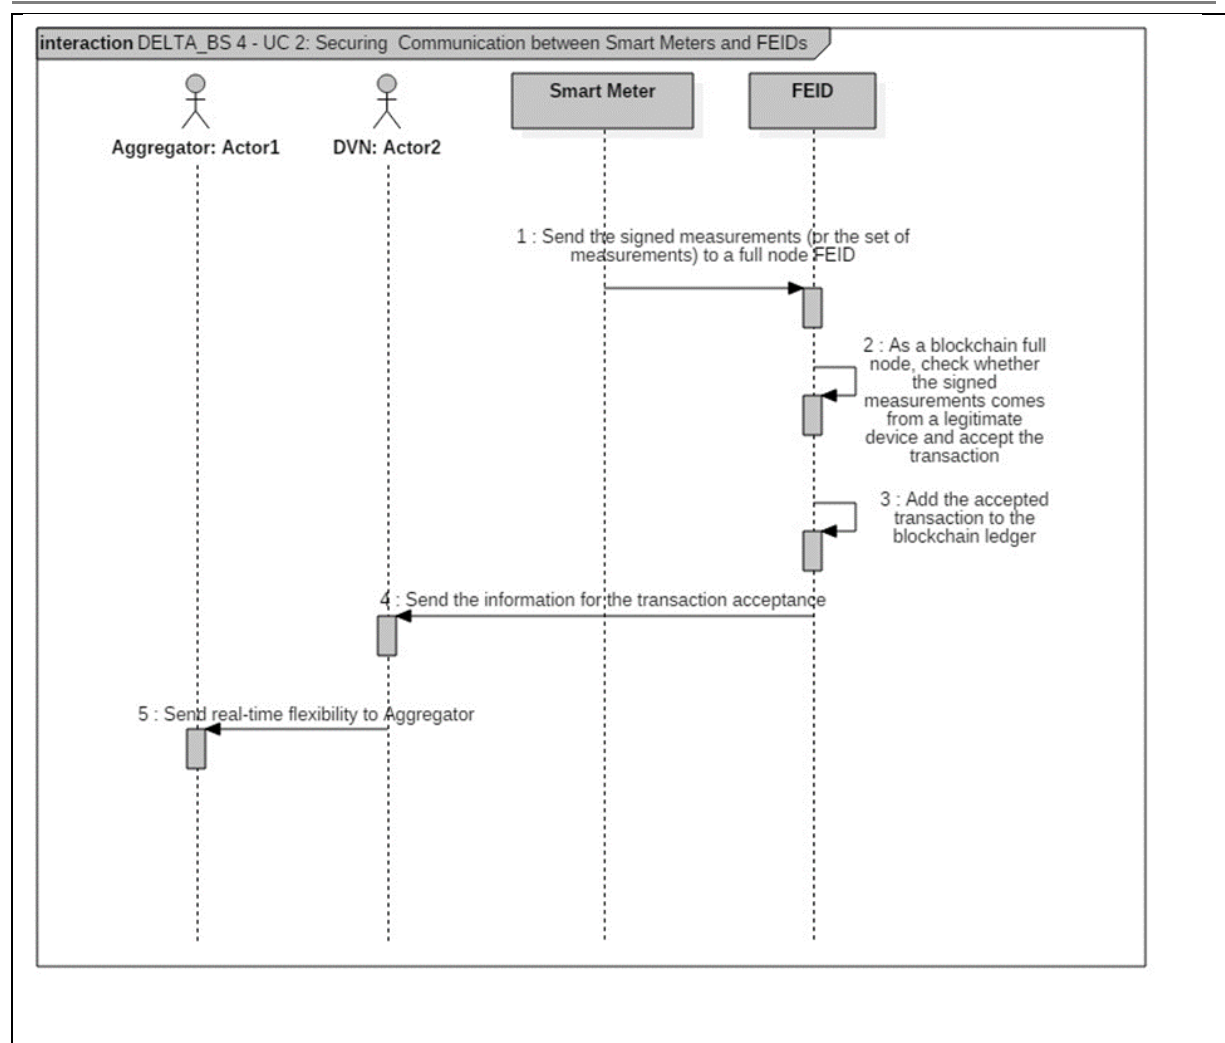 interaction DELTA_BS 4 - UC 2: Securing  Communication between Smart Meters and FEIDs
Smart Meter
FEID
Aggregator: Actor1
DVN: Actor2
1 : Send the signed measurements (or the set of
measurements) to a full node FEID
2 : As a blockchain full
node, check whether
the signed
measurements comes
from a legitimate
device and accept the
transaction
3 : Add the accepted
transaction to the
blockchain ledger
4 : Send the information for the transaction acceptance
5 : Send real-time flexibility to Aggregator